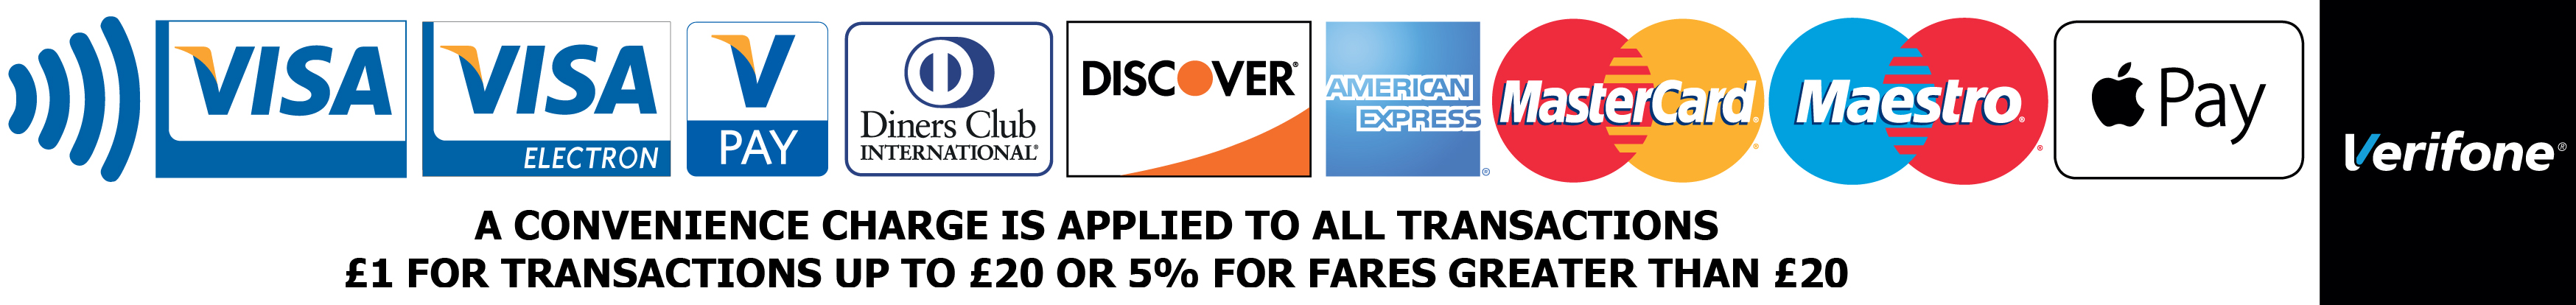 VISA
VISA
ELECTRON
V
PAY
Diners Club
INTERNATIONAL®
DISCOVER®
AMERICAN
EXPRESS
®
MasterCard®
Maestro®
Pay
Verifone®
A CONVENIENCE CHARGE IS APPLIED TO ALL TRANSACTIONS
£1 FOR TRANSACTIONS UP TO £20 OR 5% FOR FARES GREATER THAN £20